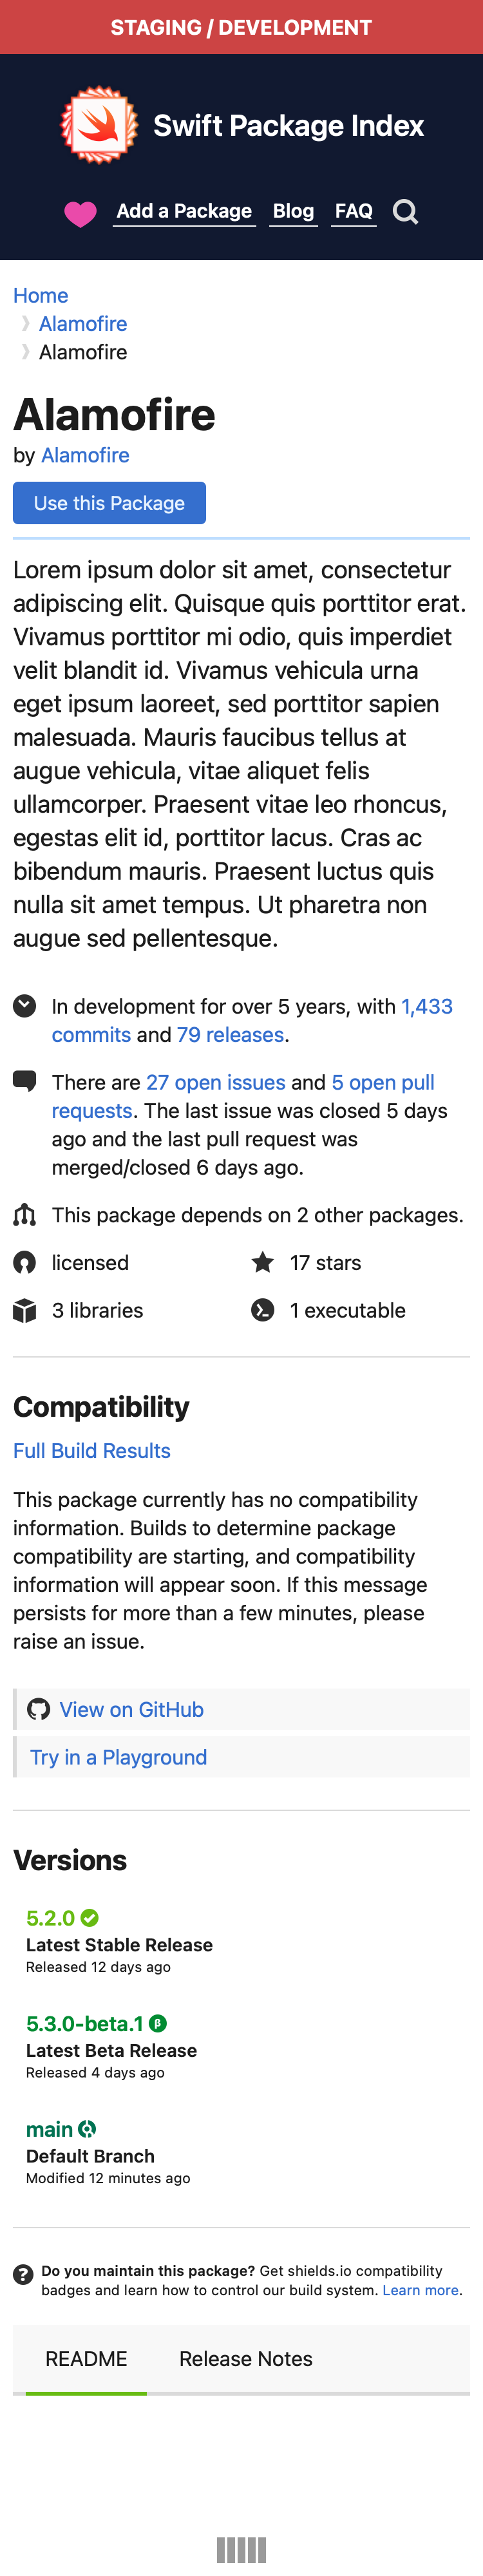 STAGING / DEVELOPMENT
Swift Package Index
Add a Package Blog FAQ
Home
Alamofire
Alamofire
Alamofire
by Alamofire
Use this Package
Lorem ipsum dolor sit amet, consectetur
adipiscing elit. Quisque quis porttitor erat.
Vivamus porttitor mi odio, quis imperdiet
velit blandit id. Vivamus vehicula urna
eget ipsum laoreet, sed porttitor sapien
malesuada. Mauris faucibus tellus at
augue vehicula, vitae aliquet felis
ullamcorper. Praesent vitae leo rhoncus,
egestas elit id, porttitor lacus. Cras ac
bibendum mauris. Praesent luctus quis
nulla sit amet tempus. Ut pharetra non
augue sed pellentesque.
In development for over 5 years, with 1,433
commits and 79 releases.
There are 27 open issues and 5 open pull
requests. The last issue was closed 5 days
ago and the last pull request was
merged/closed 6 days ago.
This package depends on 2 other packages.
licensed 17 stars
3 libraries 1 executable
Compatibility
Full Build Results
This package currently has no compatibility
information. Builds to determine package
compatibility are starting, and compatibility
information will appear soon. If this message
persists for more than a few minutes, please
raise an issue.
View on GitHub
Try in a Playground
Versions
5.2.0
Latest Stable Release
Released 12 days ago
5.3.0-beta.1 β
Latest Beta Release
Released 4 days ago
main
Default Branch
Modified 12 minutes ago
Do you maintain this package? Get shields.io compatibility
badges and learn how to control our build system. Learn more.
README Release Notes